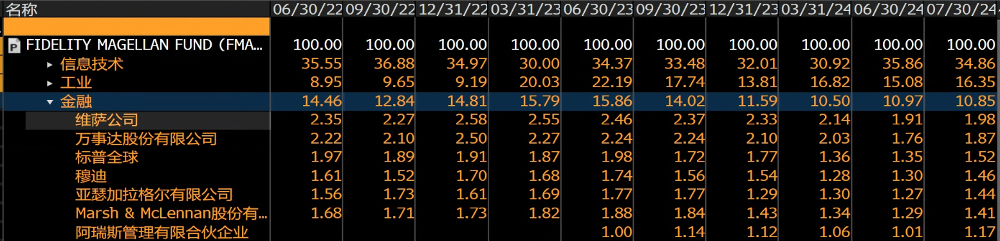 名称 06/30/22 09/30/22 12/31/22 03/31/23 06/30/23 09/30/23 12/31/23 03/31/24 06/30/24 07/30/24
P FIDELITY MAGELLAN FUND (FMA... 100.00 100.00 100.00 100.00 100.00 100.00 100.00 100.00 100.00 100.00
信息技术 35.55 36.88 34.97 30.00 34.37 33.48 32.01 30.92 35.86 34.86
工业 8.95 9.65 9.19 20.03 22.19 17.74 13.81 16.82 15.08 16.35
金融 14.46 12.84 14.81 15.79 15.86 14.02 11.59 10.50 10.97 10.85
维萨公司 2.35 2.27 2.58 2.55 2.46 2.37 2.33 2.14 1.91 1.98
万事达股份有限公司 2.22 2.10 2.50 2.27 2.24 2.24 2.10 2.03 1.76 1.87
标普全球 1.97 1.89 1.91 1.87 1.98 1.72 1.77 1.36 1.35 1.52
穆迪 1.61 1.52 1.70 1.68 1.74 1.56 1.54 1.28 1.30 1.46
亚瑟加拉格尔有限公司 1.56 1.73 1.61 1.69 1.77 1.77 1.29 1.30 1.27 1.44
Marsh & McLennan股份有... 1.68 1.71 1.73 1.82 1.88 1.84 1.43 1.34 1.29 1.41
阿瑞斯管理有限合伙企业 1.00 1.14 1.12 1.06 1.01 1.17